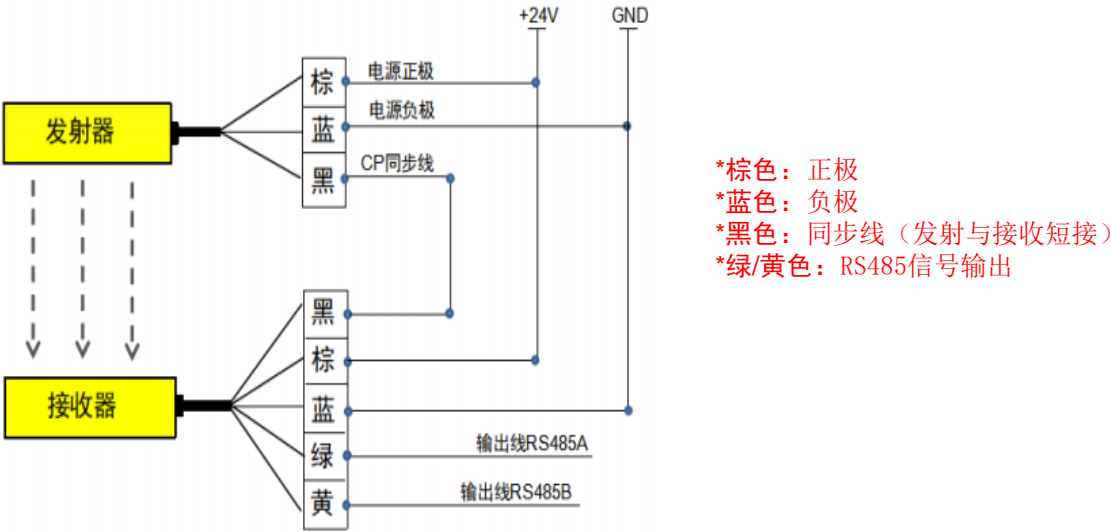 +24V
GND
发射器
棕
电源正极
蓝
电源负极
黑
CP同步线
*棕色：正极
*蓝色：负极
*黑色：同步线（发射与接收短接）
*绿/黄色：RS485信号输出
接收器
黑
棕
蓝
绿
输出线RS485A
黄
输出线RS485B